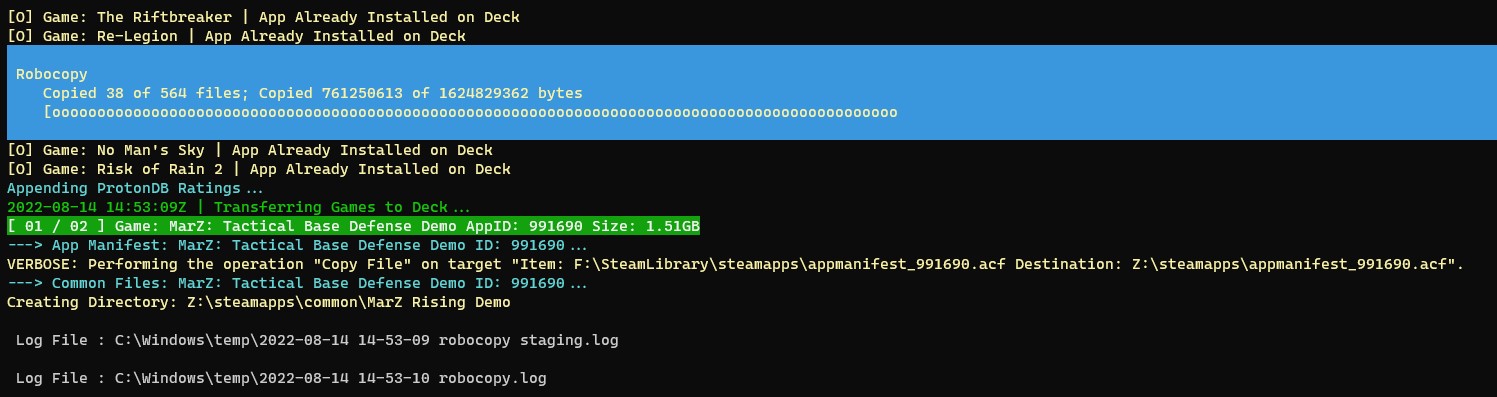 [O] Game: The Riftbreaker | App Already Installed on Deck
[O] Game: Re-Legion | App Already Installed on Deck
Robocopy
Copied 38 of 564 files; Copied 761250613 of 1624829362 bytes
[oooooooooooooooooooooooooooooooooooooooooooooooooooooooooooooooooooooooooooooooooooooooooooooo
[O] Game: No Man's Sky | App Already Installed on Deck
[O] Game: Risk of Rain 2 | App Already Installed on Deck
Appending ProtonDB Ratings...
2022-08-14 14:53:09Z | Transferring Games to Deck...
[ 01 / 02 ] Game: MarZ: Tactical Base Defense Demo AppID: 991690 Size: 1.51GB
---> App Manifest: MarZ: Tactical Base Defense Demo ID: 991690...
VERBOSE: Performing the operation "Copy File" on target "Item: F:\SteamLibrary\steamapps\appmanifest_991690.acf Destination: Z:\steamapps\appmanifest_991690.acf".
---> Common Files: MarZ: Tactical Base Defense Demo ID: 991690...
Creating Directory: Z:\steamapps\common\MarZ Rising Demo
Log File : C:\Windows\temp\2022-08-14 14-53-09 robocopy staging.log
Log File : C:\Windows\temp\2022-08-14 14-53-10 robocopy.log